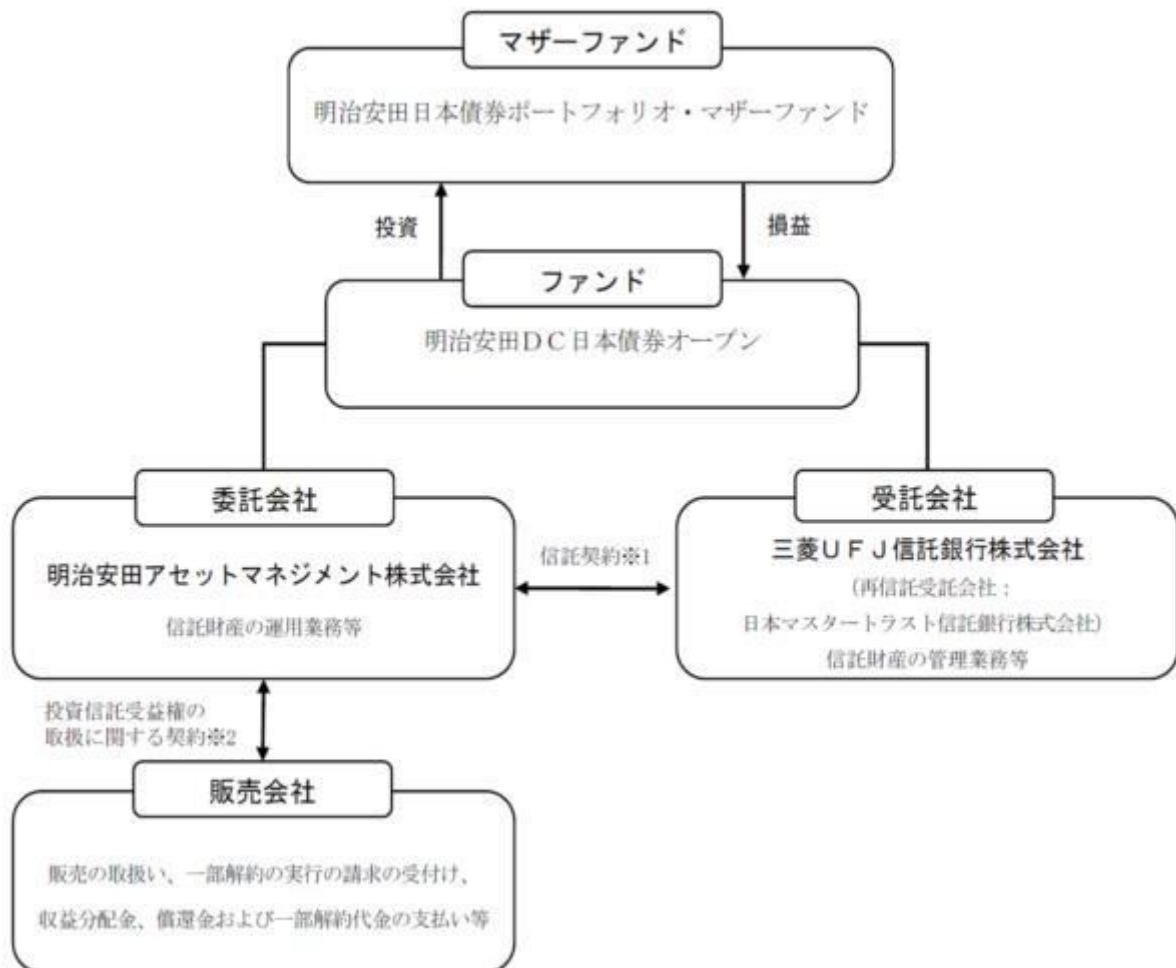 マザーファンド
明治安田日本債券ポートフォリオ・マザーファンド
投資
損益
ファンド
明治安田DC日本債券オープン
委託会社
明治安田アセットマネジメント株式会社
信託財産の運用業務等
信託契約※1
受託会社
三菱UFJ信託銀行株式会社
(再信託受託会社:
日本マスタートラスト信託銀行株式会社)
信託財産の管理業務等
投資信託受益権の
取扱に関する契約※2
販売会社
販売の取扱い、一部解約の実行の請求の受付け、
収益分配金、償還金および一部解約代金の支払い等